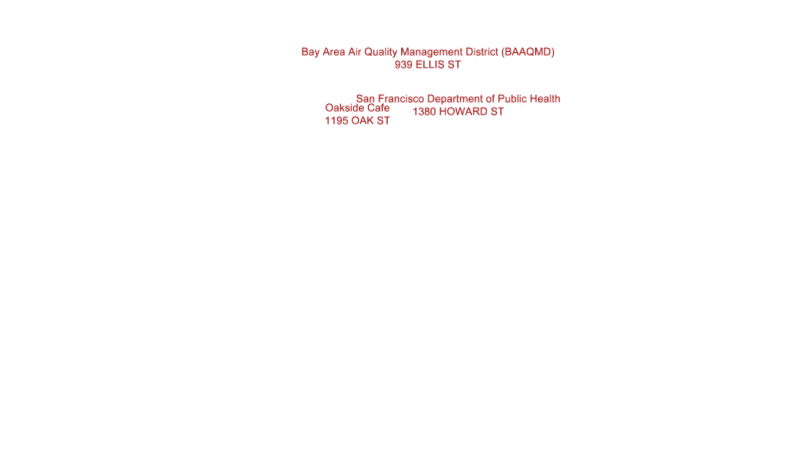 Bay Area Air Quality Management District (BAAQMD)
939 ELLIS ST
San Francisco Department of Public Health
1380 HOWARD ST
Oakside Cafe
1195 OAK ST